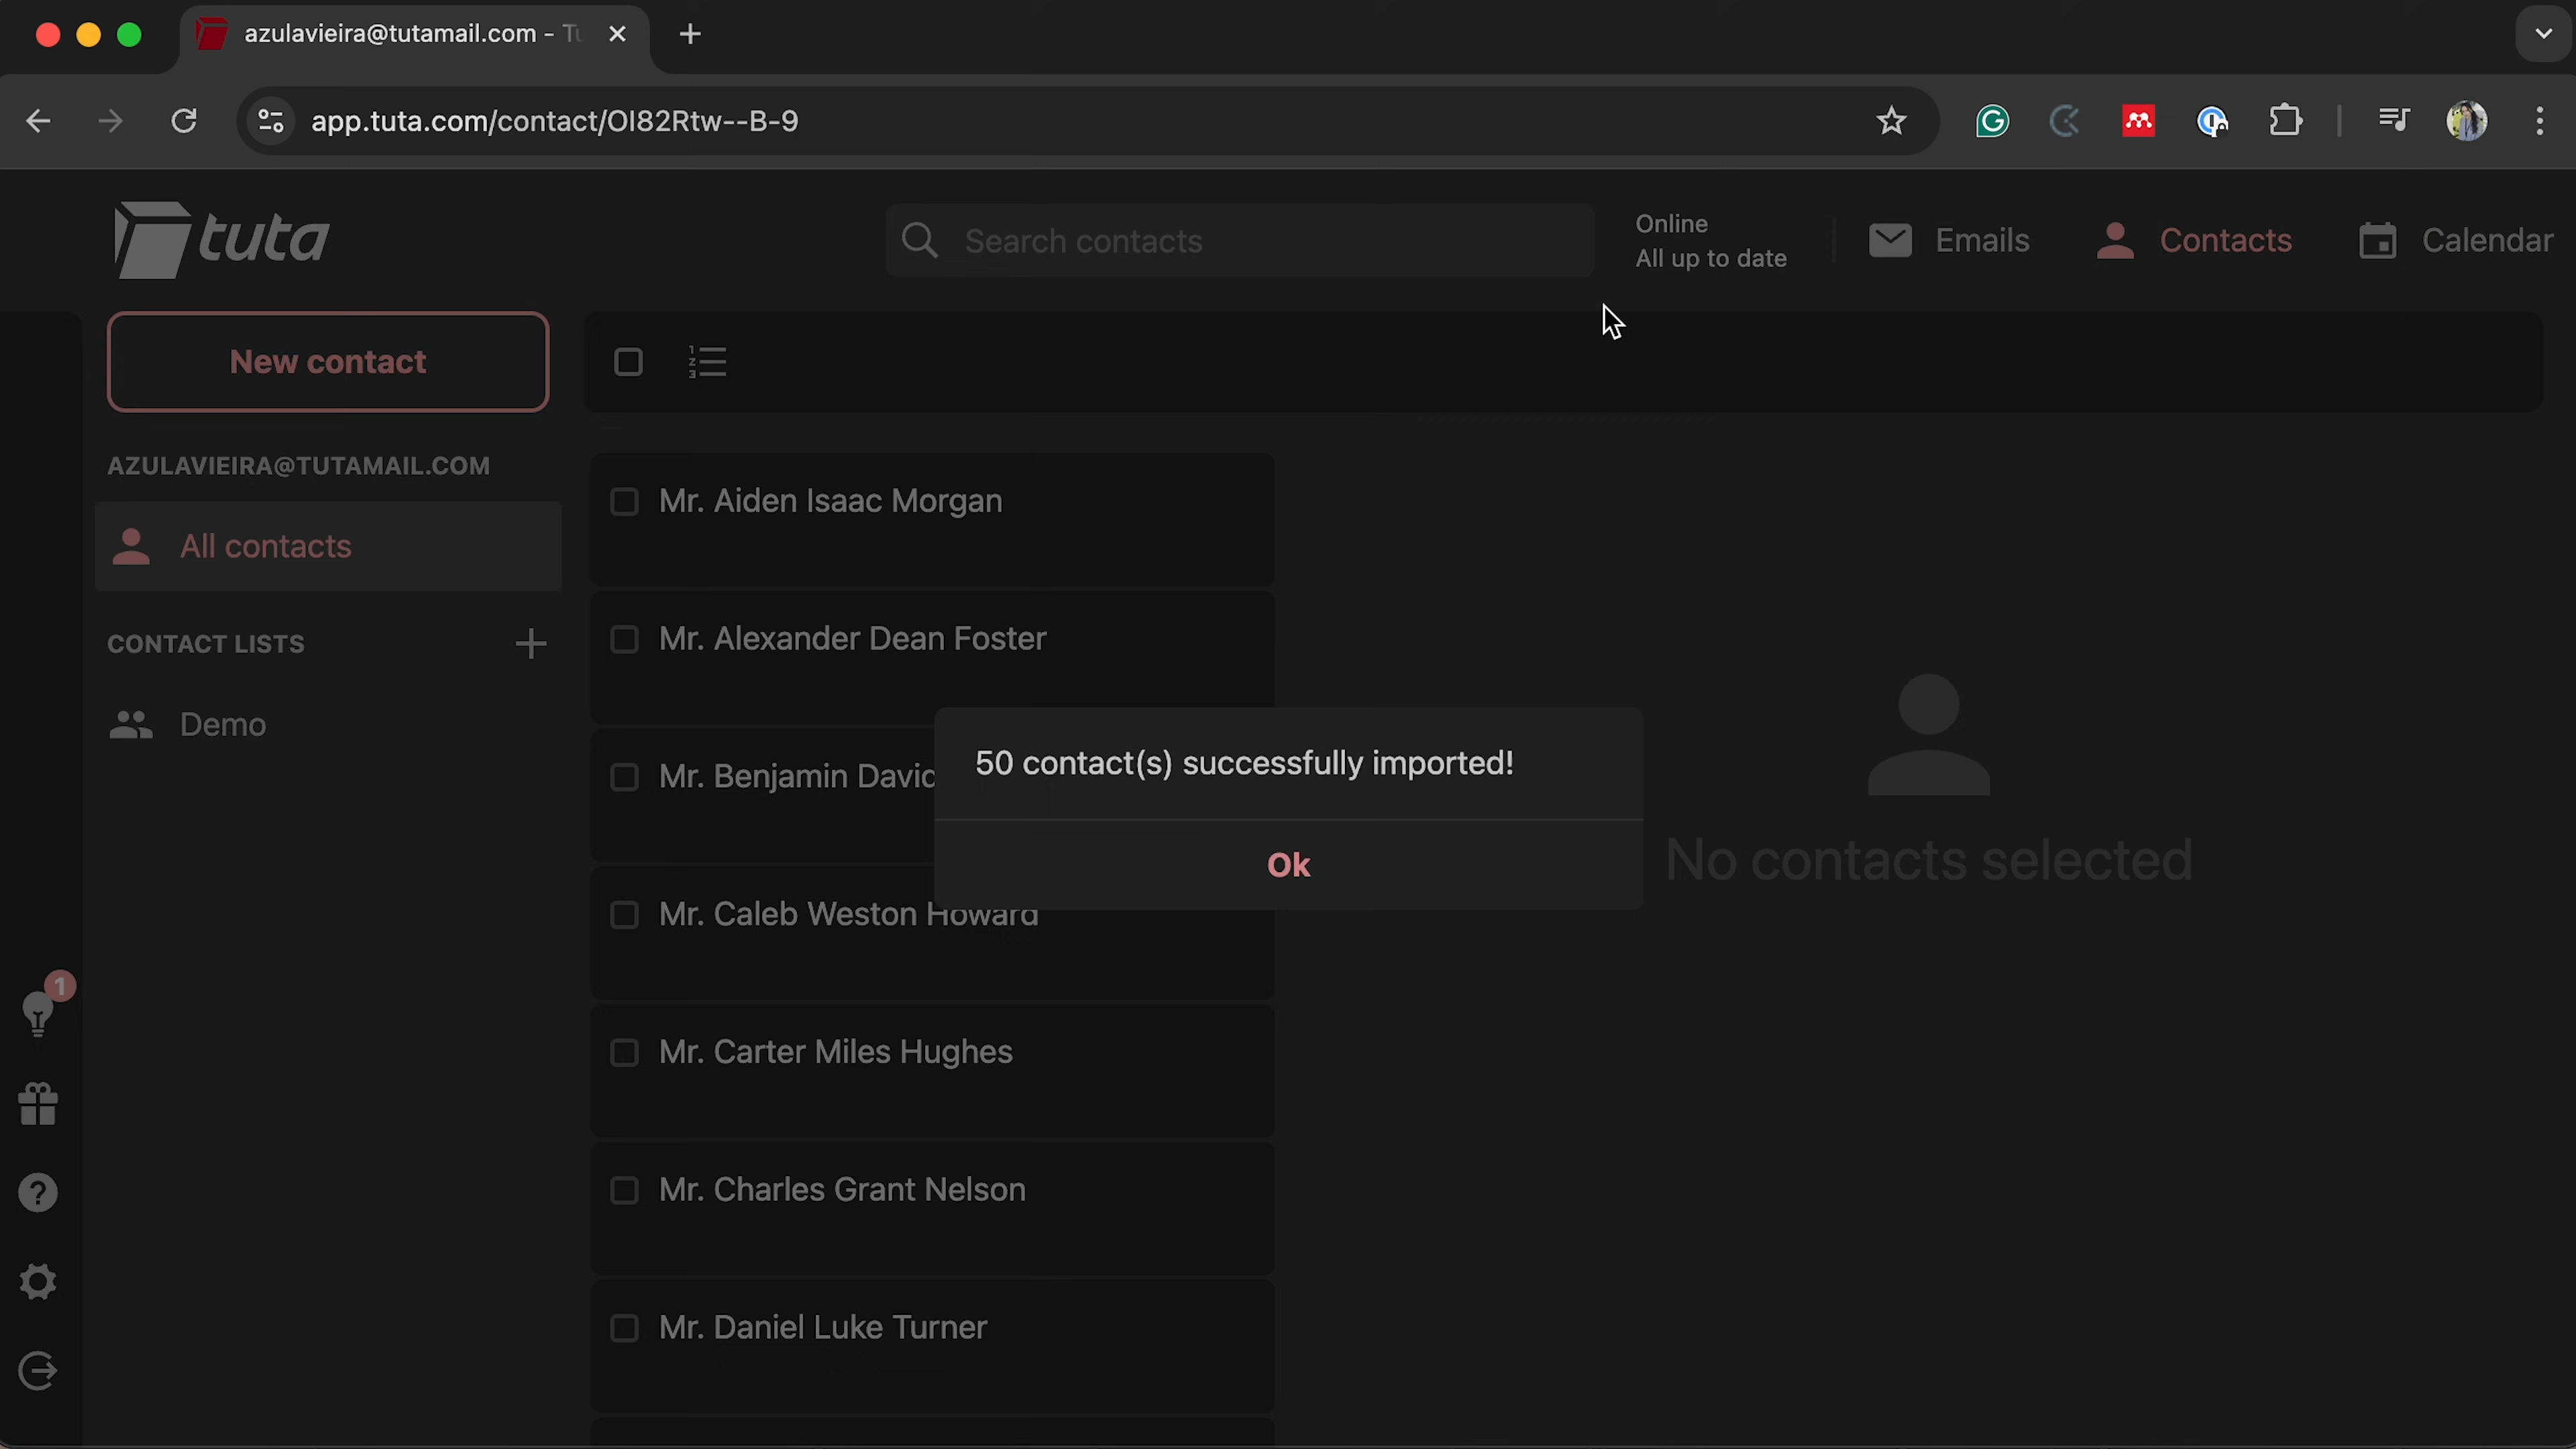 azulavieira@tutamail.com - Tu
app.tuta.com/contact/OI82Rtw--B-9
tuta
Search contacts
Online
All up to date
Emails
Contacts
Calendar
New contact
AZULAVIEIRA@TUTAMAIL.COM
All contacts
CONTACT LISTS
Demo
1
Mr. Aiden Isaac Morgan
Mr. Alexander Dean Foster
Mr. Benjamin David
Mr. Caleb Weston Howard
Mr. Carter Miles Hughes
Mr. Charles Grant Nelson
Mr. Daniel Luke Turner
50 contact(s) successfully imported!
Ok
No contacts selected